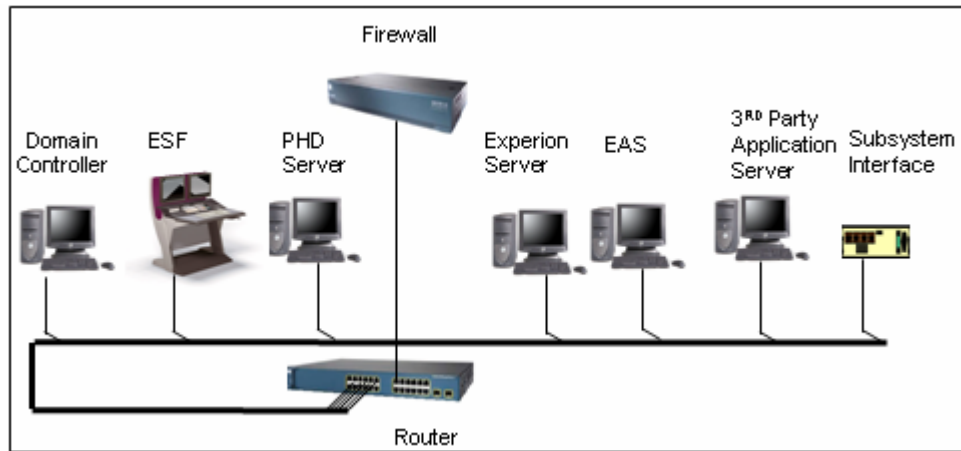 Firewall
Domain
Controller
ESF
PHD
Server
Experion
Server
EAS
3RD Party
Application
Server
Subsystem
Interface
Router